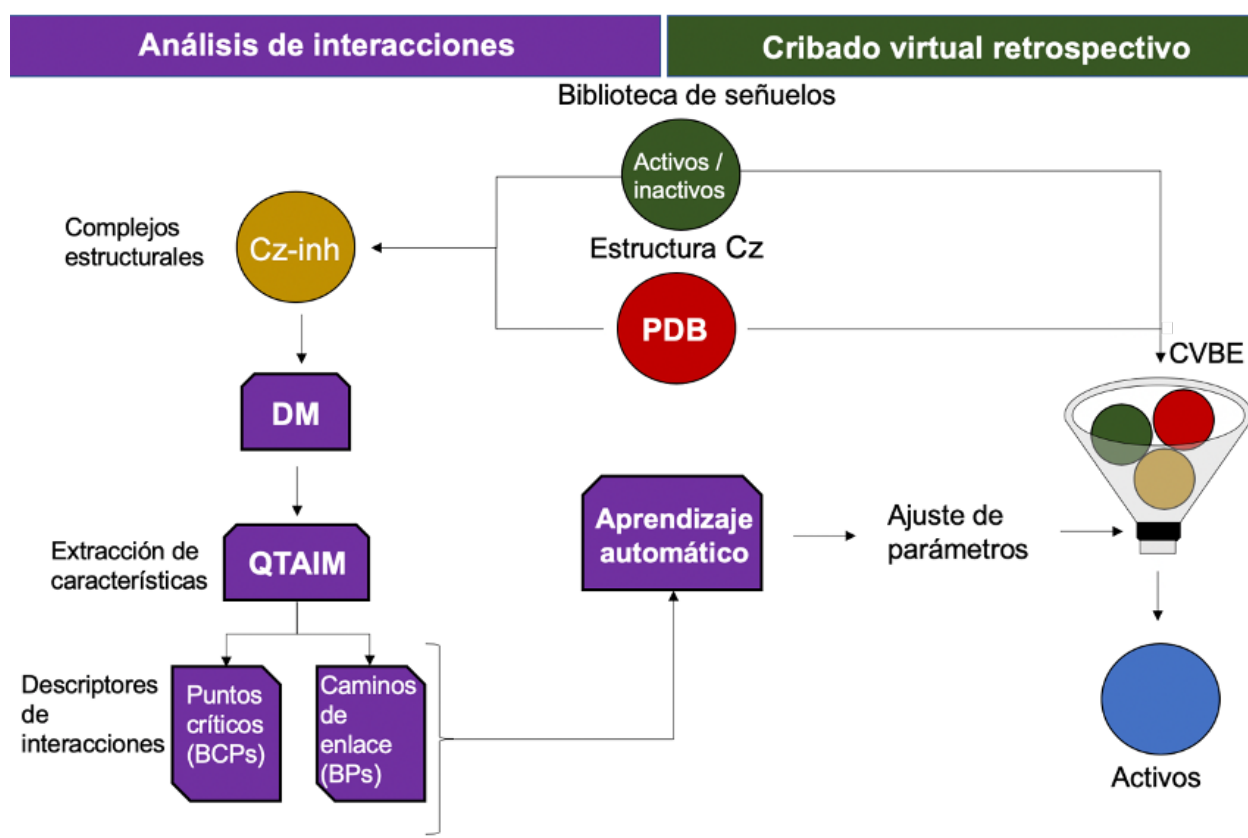 Análisis de interacciones
Cribado virtual retrospectivo
Biblioteca de señuelos
Activos /
inactivos
Complejos
estructurales
Cz-inh
Estructura Cz
PDB
CVBE
DM
Aprendizaje
automático
Ajuste de
parámetros
Extracción de
características
QTAIM
Descriptores
de
interacciones
Puntos
críticos
(BCPs)
Caminos
de
enlace
(BPs)
Activos